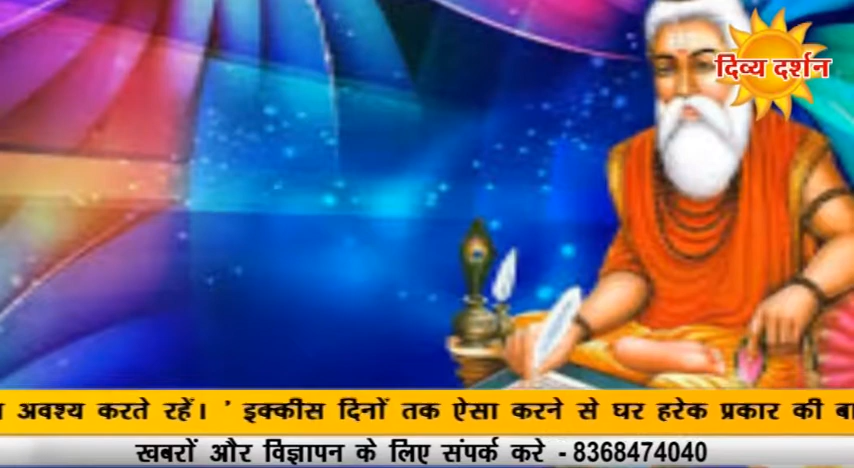 दिव्य दर्शन
अवश्य करते रहें। ' इक्कीस दिनों तक ऐसा करने से घर हरेक प्रकार की
खबरों और विज्ञापन के लिए संपर्क करे - 8368474040